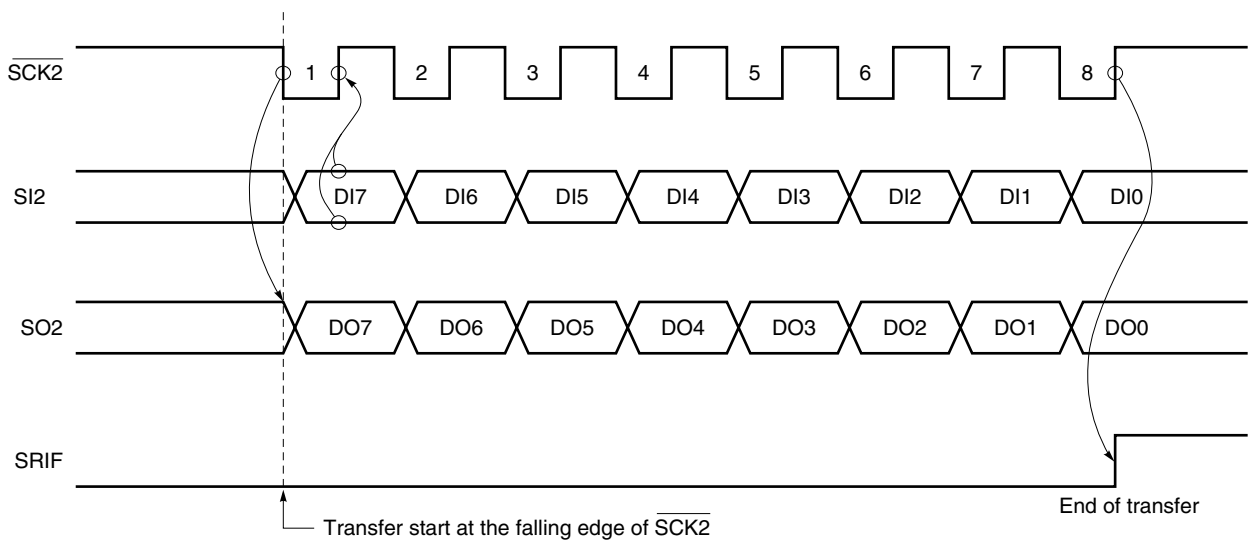 SCK2 1 2 3 4 5 6 7 8
SI2 DI7 DI6 DI5 DI4 DI3 DI2 DI1 DI0
SO2 DO7 DO6 DO5 DO4 DO3 DO2 DO1 DO0
SRIF
End of transfer
Transfer start at the falling edge of SCK2